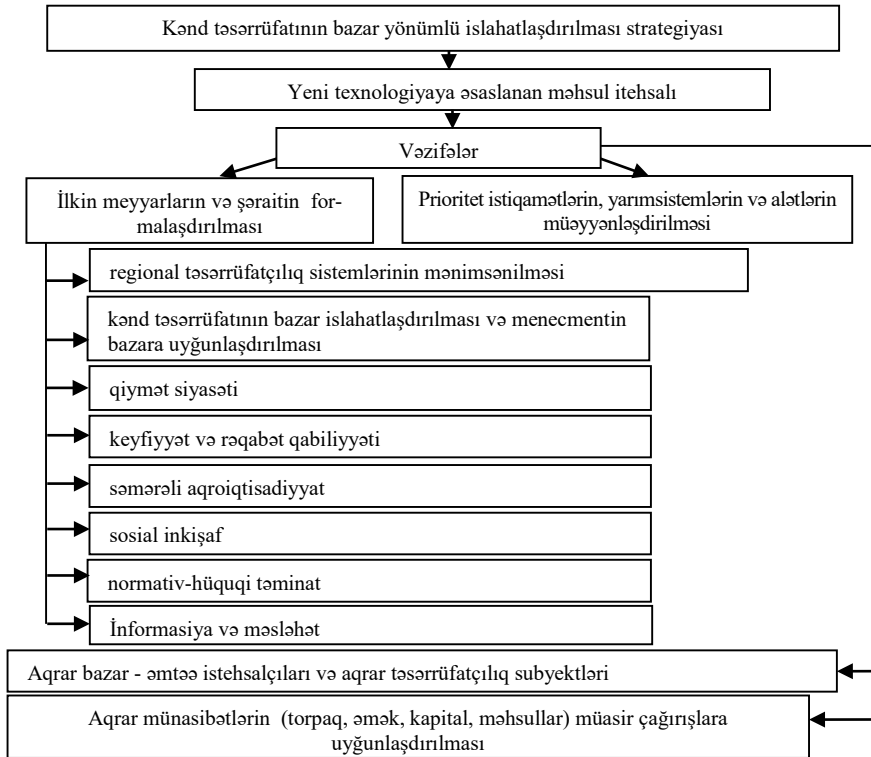 Kənd təsərrüfatının bazar yönümlü islahatlaşdırılması strategiyası
Yeni texnologiyaya əsaslanan məhsul itehsalı
Vəzifələr
İlkin meyyarların və şəraitin for-
malaşdırılması
Prioritet istiqamətlərin, yarımsistemlərin və alətlərin
müəyyənləşdirilməsi
regional təsərrüfatçılıq sistemlərinin mənimsənilməsi
kənd təsərrüfatının bazar islahatlaşdırılması və menecmentin
bazara uyğunlaşdırılması
qiymət siyasəti
keyfiyyət və rəqabət qabiliyyəti
səmərəli aqroiqtisadiyyat
sosial inkişaf
normativ-hüquqi təminat
İnformasiya və məsləhət
Aqrar bazar - əmtəə istehsalçıları və aqrar təsərrüfatçılıq subyektləri
Aqrar münasibətlərin (torpaq, əmək, kapital, məhsullar) müasir çağırışlara
uyğunlaşdırılması